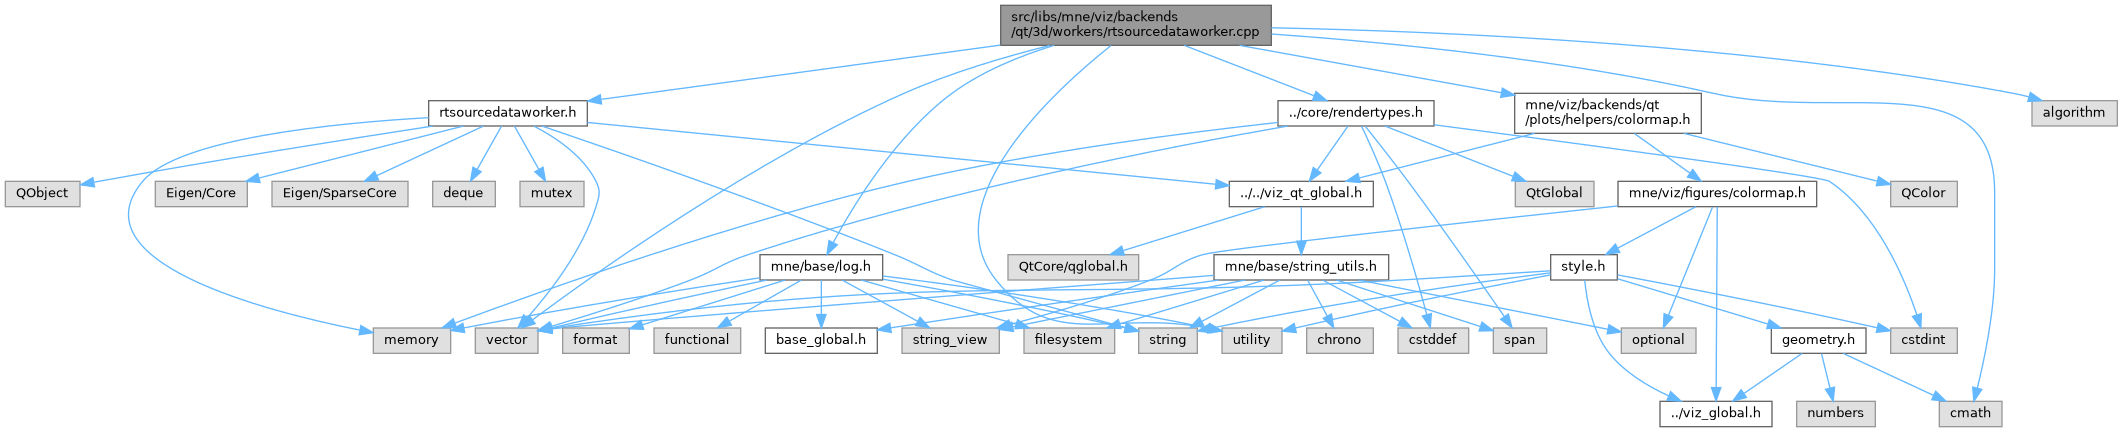 src/libs/mne/viz/backends
/qt/3d/workers/rtsourcedataworker.cpp
rtsourcedataworker.h
../core/rendertypes.h
mne/viz/backends/qt
/plots/helpers/colormap.h
algorithm
QObject
Eigen/Core
Eigen/SparseCore
deque
mutex
../../viz_qt_global.h
QtGlobal
mne/viz/figures/colormap.h
QColor
mne/base/log.h
QtCore/qglobal.h
mne/base/string_utils.h
style.h
memory
vector
format
functional
base_global.h
string_view
filesystem
string
utility
chrono
cstddef
span
optional
geometry.h
cstdint
../viz_global.h
numbers
cmath